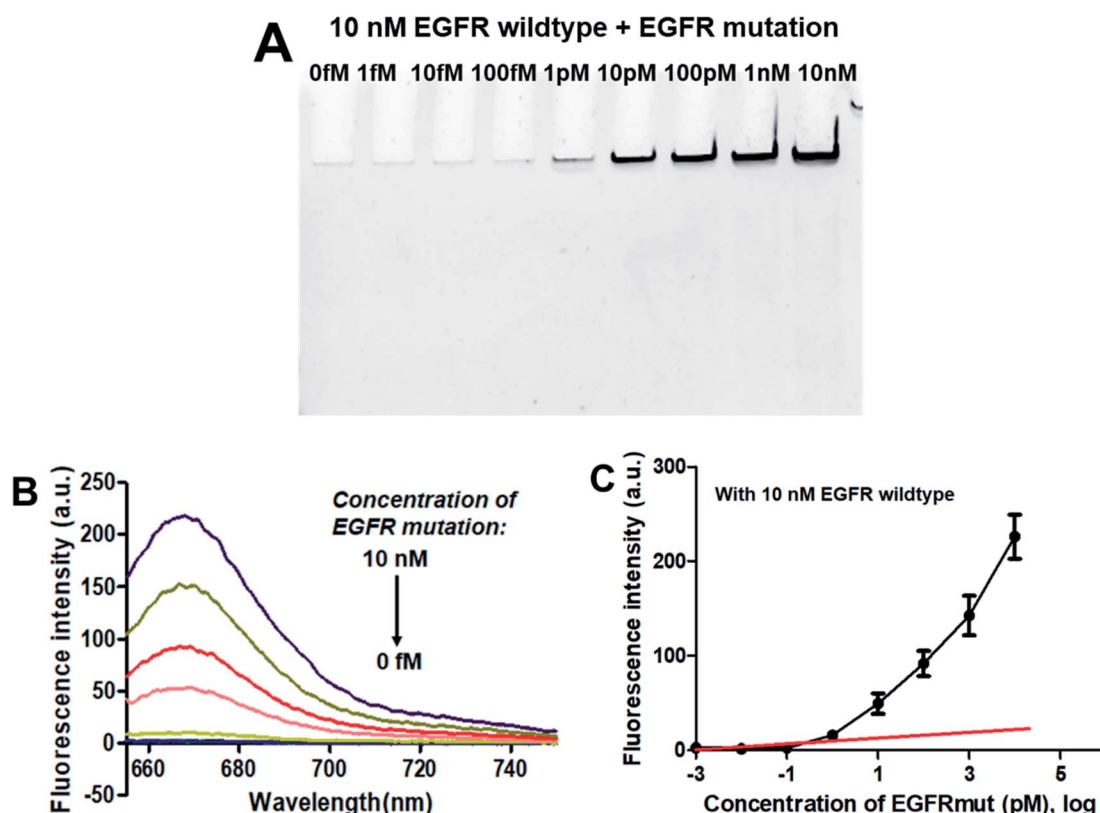 A
10 nM EGFR wildtype + EGFR mutation
0fM 1fM 10fM 100fM 1pM 10pM 100pM 1nM 10nM
B
Fluorescence intensity (a.u.)
250
200
150
100
50
0
-50
660 680 700 720 740
Wavelength(nm)
Concentration of
EGFR mutation:
10 nM
0 fM
C
Fluorescence intensity (a.u.)
300
200
100
0
-3 -1 1 3 5
Concentration of EGFRmut (pM), log
With 10 nM EGFR wildtype